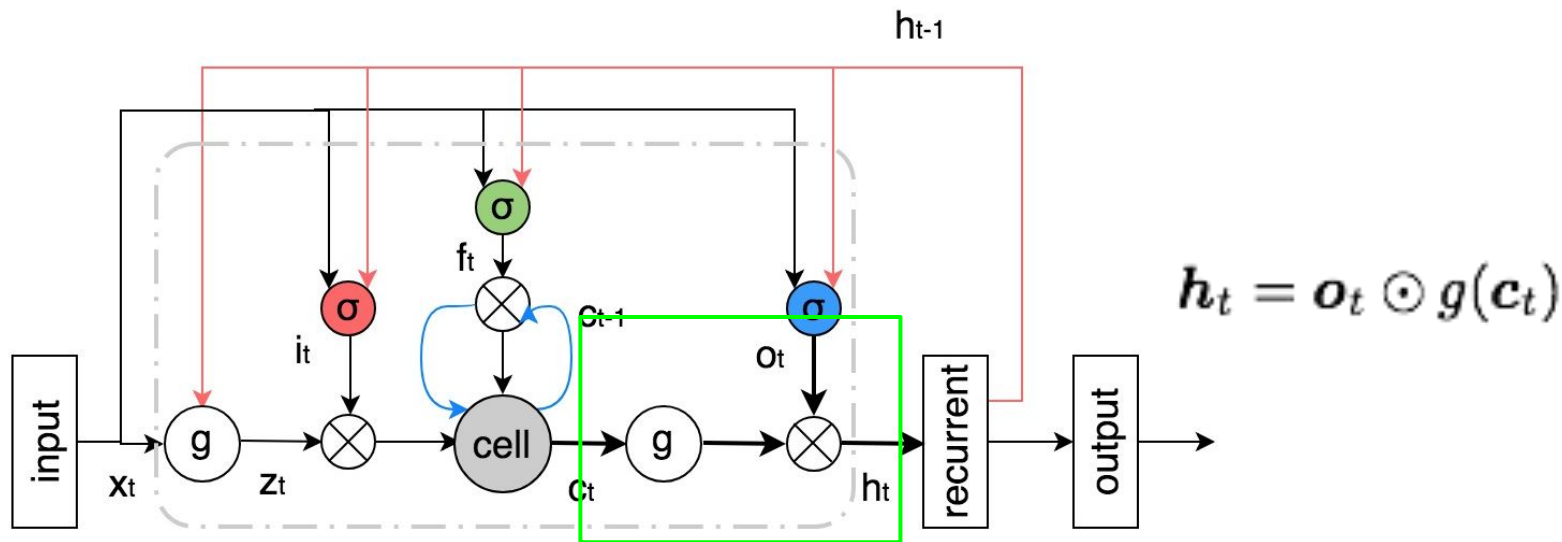 ht-1
σ
ft
ct-1
σ
σ
it
ot
𝒉ₜ = 𝒐ₜ ⊙ g(𝒄ₜ)
input
g
cell
g
recurrent
output
xt
zt
ct
ht